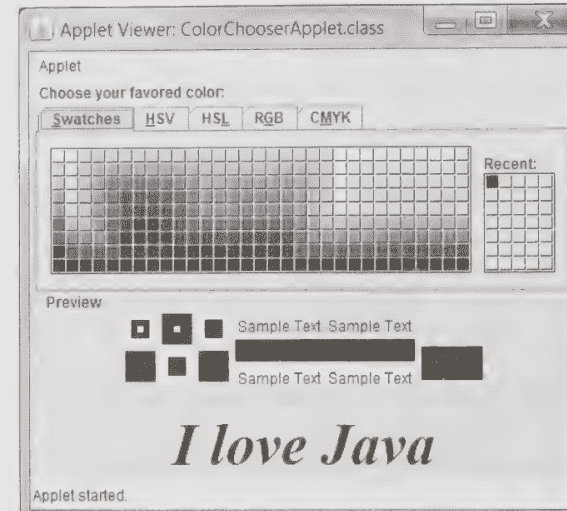 Applet Viewer: ColorChooserApplet.class
Applet
Choose your favored color:
Swatches HSV HSL RGB CMYK
Recent:
Preview
Sample Text Sample Text
Sample Text Sample Text
I love Java
Applet started.